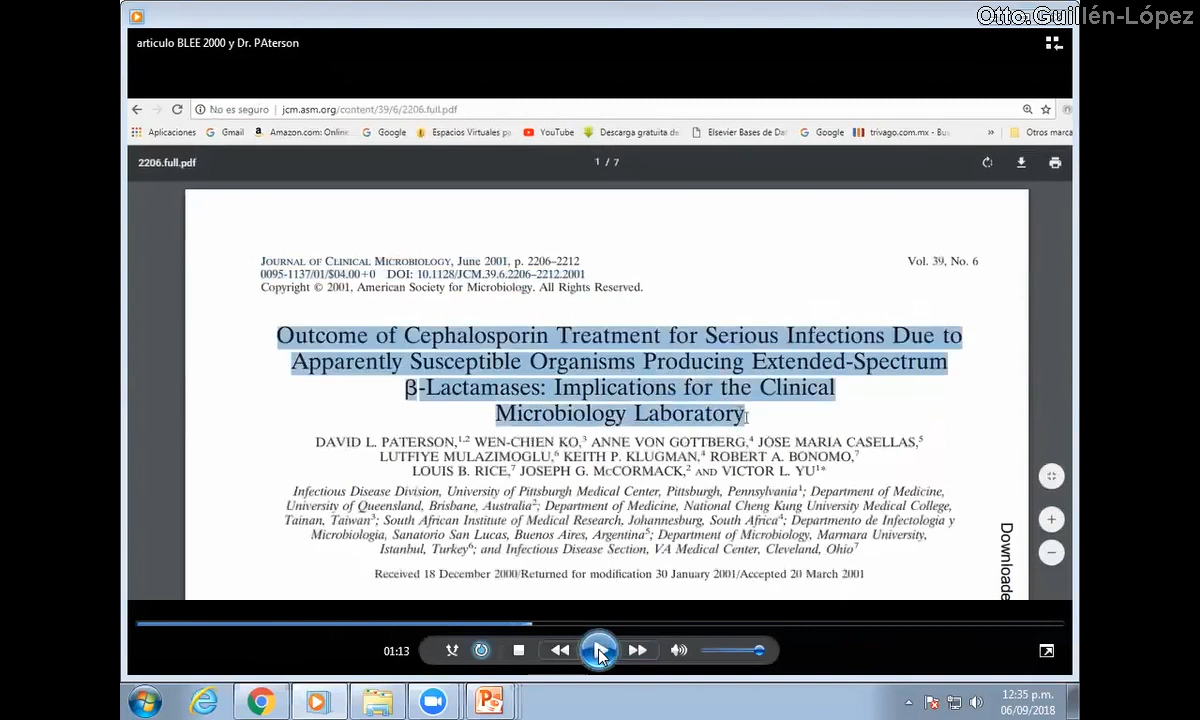 Otto.Guillén-López
articulo BLEE 2000 y Dr. PAterson
No es seguro | jcm.asm.org/content/39/6/2206.full.pdf
Aplicaciones Gmail Amazon.com: Online Google Espacios Virtuales pa YouTube Descarga gratuita de Elsevier Bases de Dat Google trivago.com.mx - Bus » Otros marca
2206.full.pdf 1 / 7
JOURNAL OF CLINICAL MICROBIOLOGY, June 2001, p. 2206–2212 Vol. 39, No. 6
0095-1137/01/$04.00+0 DOI: 10.1128/JCM.39.6.2206–2212.2001
Copyright © 2001, American Society for Microbiology. All Rights Reserved.
Outcome of Cephalosporin Treatment for Serious Infections Due to
Apparently Susceptible Organisms Producing Extended-Spectrum
β-Lactamases: Implications for the Clinical
Microbiology Laboratory
DAVID L. PATERSON,1,2 WEN-CHIEN KO,3 ANNE VON GOTTBERG,4 JOSE MARIA CASELLAS,5
LUTFIYE MULAZIMOGLU,6 KEITH P. KLUGMAN,4 ROBERT A. BONOMO,7
LOUIS B. RICE,7 JOSEPH G. McCORMACK,2 AND VICTOR L. YU1*
Infectious Disease Division, University of Pittsburgh Medical Center, Pittsburgh, Pennsylvania1; Department of Medicine,
University of Queensland, Brisbane, Australia2; Department of Medicine, National Cheng Kung University Medical College,
Tainan, Taiwan3; South African Institute of Medical Research, Johannesburg, South Africa4; Departmento de Infectologia y
Microbiologia, Sanatorio San Lucas, Buenos Aires, Argentina5; Department of Microbiology, Marmara University,
Istanbul, Turkey6; and Infectious Disease Section, VA Medical Center, Cleveland, Ohio7
Received 18 December 2000/Returned for modification 30 January 2001/Accepted 20 March 2001
Downloade
01:13
12:35 p.m.
06/09/2018